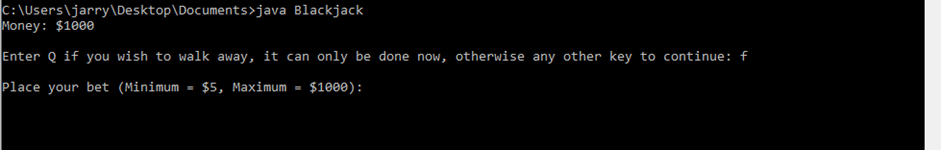 C:\Users\jarry\Desktop\Documents>java Blackjack
Money: $1000
Enter Q if you wish to walk away, it can only be done now, otherwise any other key to continue: f
Place your bet (Minimum = $5, Maximum = $1000):